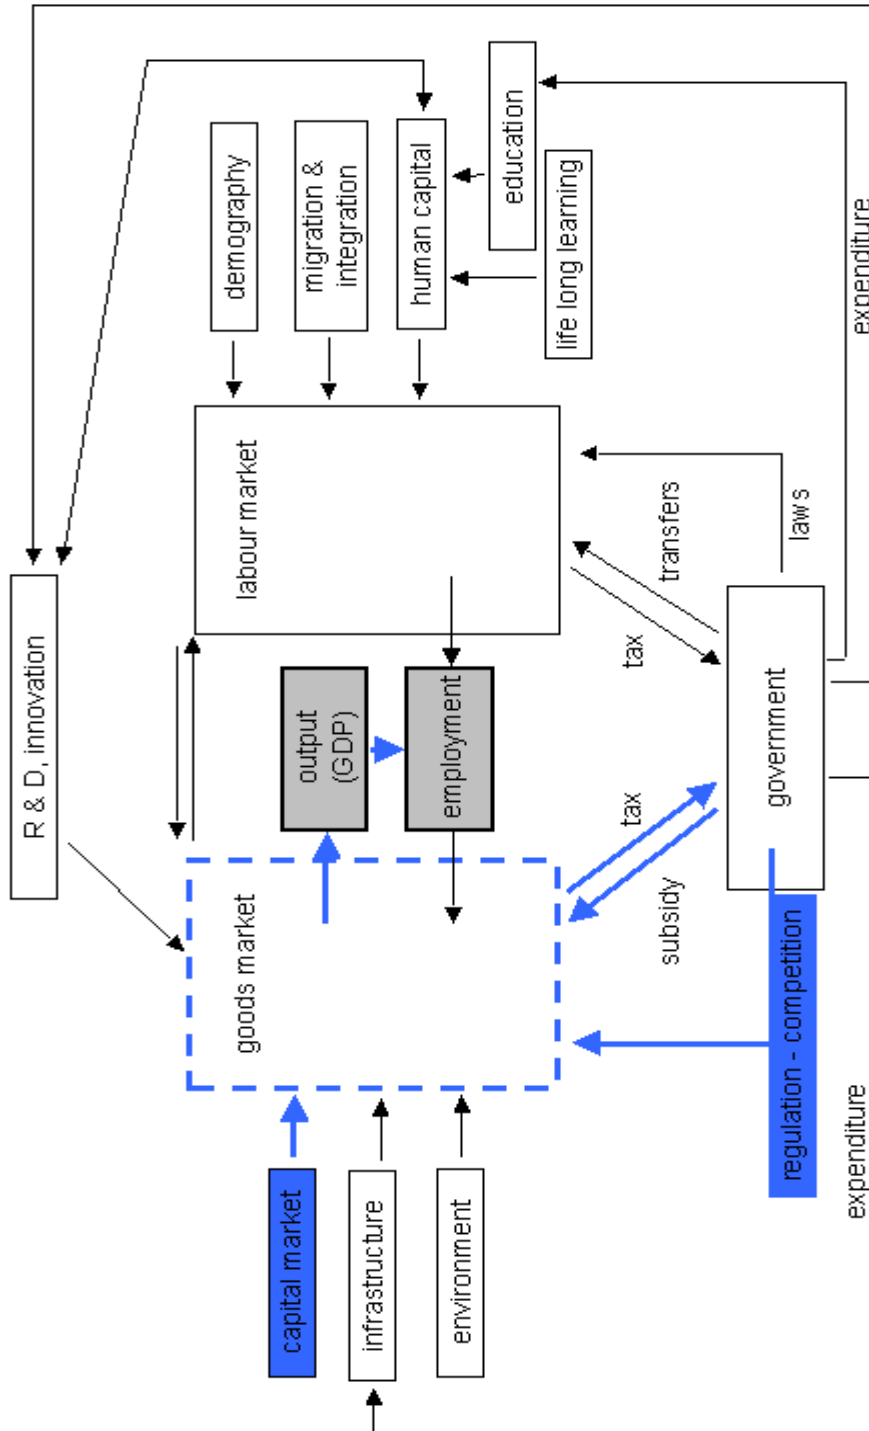 R & D, innovation
demography
migration &
integration
human capital
education
life long learning
labour market
goods market
output
(GDP)
employment
capital market
infrastructure
environment
subsidy
tax
tax
transfers
laws
government
regulation - competition
expenditure
expenditure